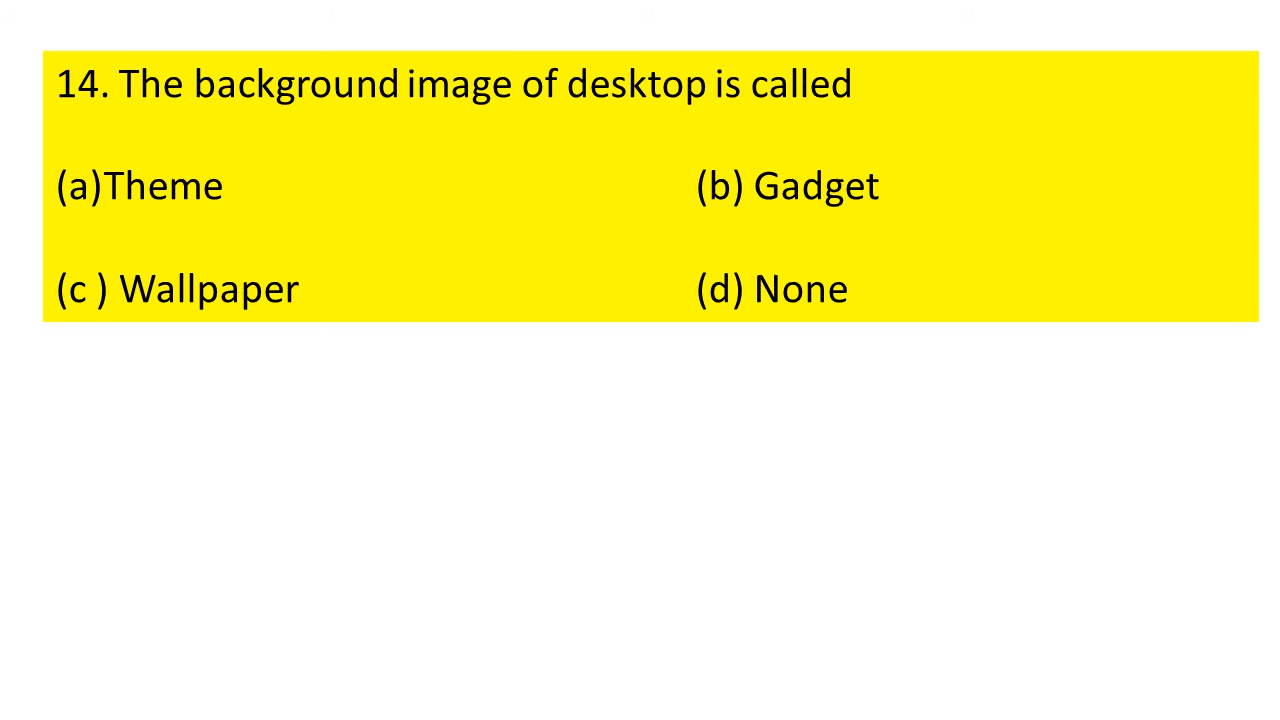 14. The background image of desktop is called
(a)Theme (b) Gadget
(c ) Wallpaper (d) None